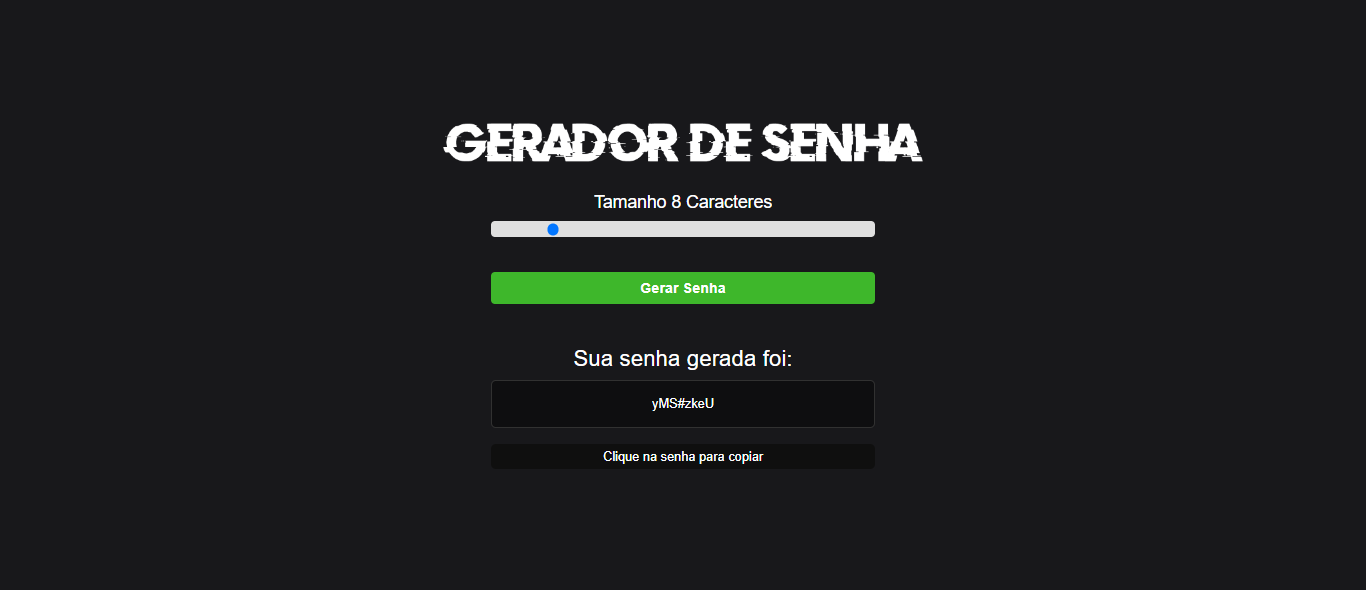 GERADOR DE SENHA
Tamanho 8 Caracteres
Gerar Senha
Sua senha gerada foi:
yMS#zkeU
Clique na senha para copiar